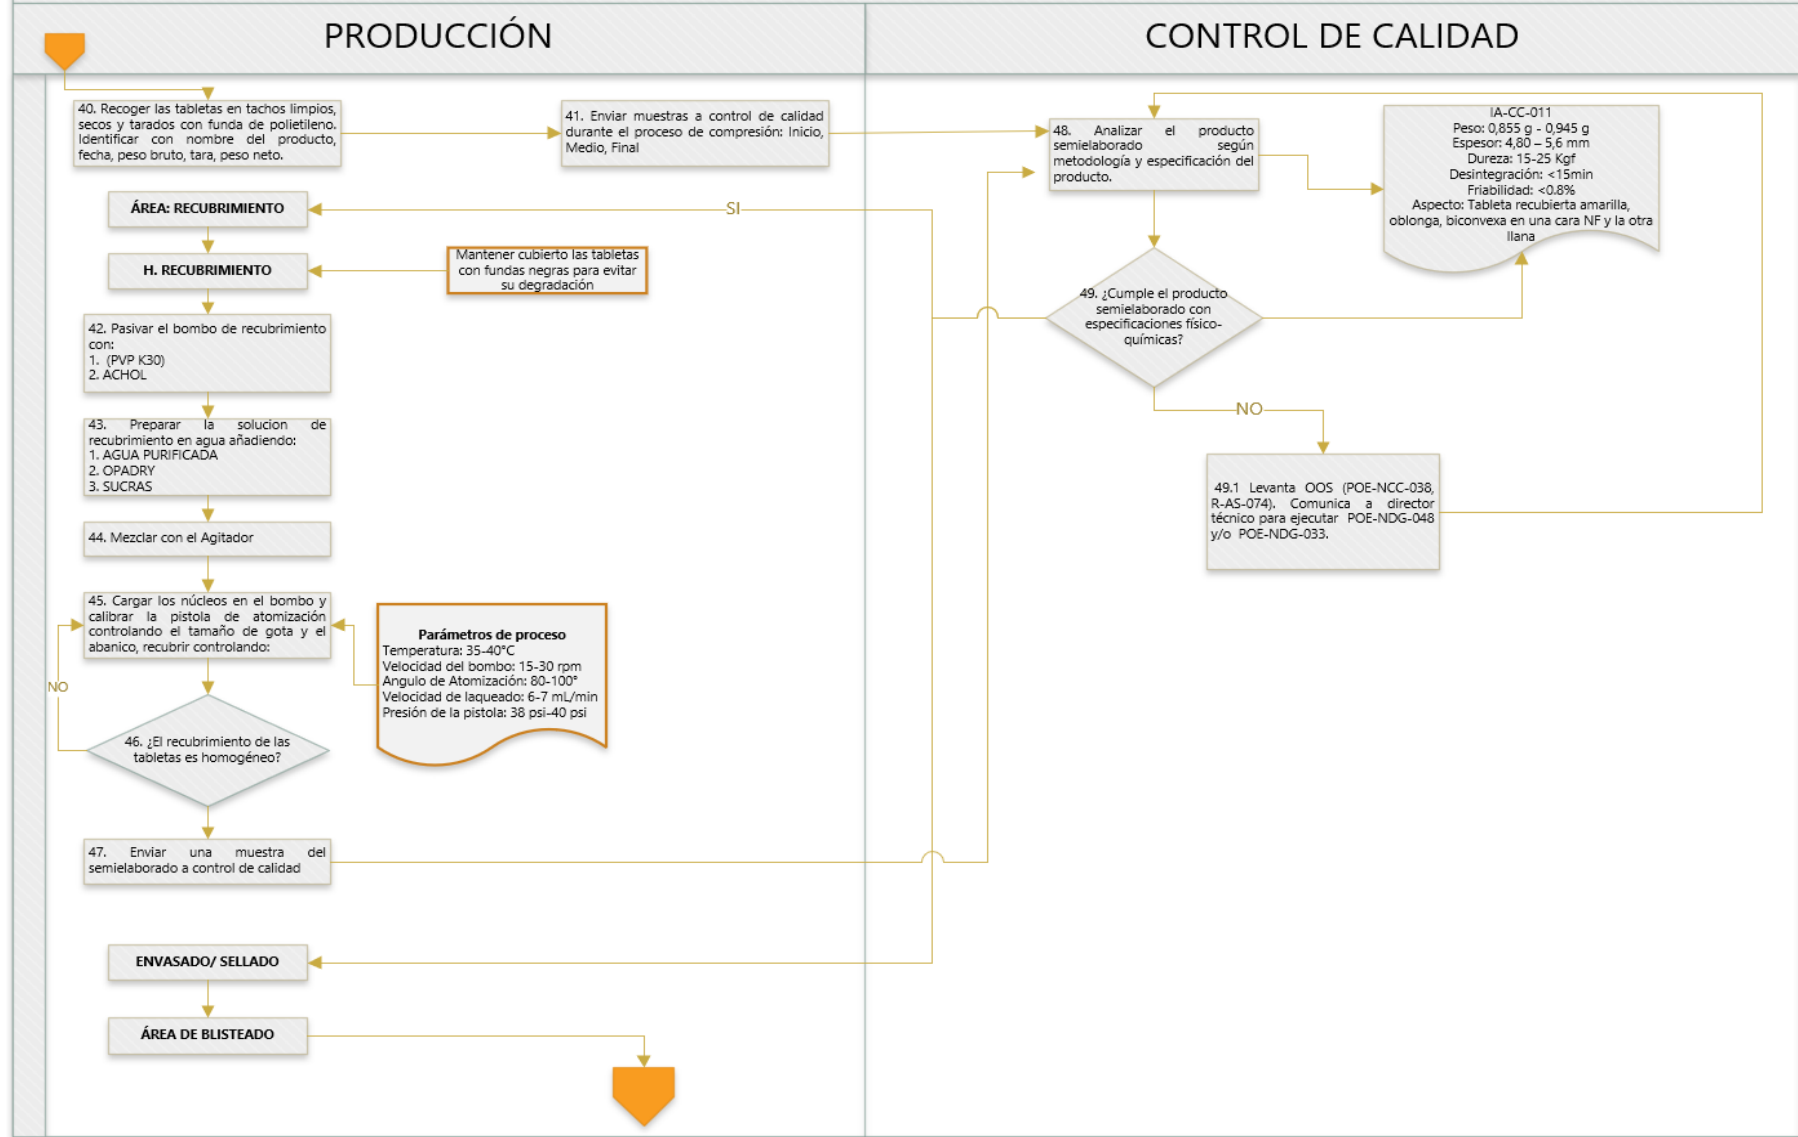 PRODUCCIÓN
CONTROL DE CALIDAD
40. Recoger las tabletas en tachos limpios,
secos y tarados con funda de polietileno.
Identificar con nombre del producto,
fecha, peso bruto, tara, peso neto.
41. Enviar muestras a control de calidad
durante el proceso de compresión: Inicio,
Medio, Final
48. Analizar el producto
semielaborado según
metodología y especificación del
producto.
IA-CC-011
Peso: 0,855 g - 0,945 g
Espesor: 4,80 – 5,6 mm
Dureza: 15-25 Kgf
Desintegración: <15min
Friabilidad: <0.8%
Aspecto: Tableta recubierta amarilla,
oblonga, biconvexa en una cara NF y la otra
llana
ÁREA: RECUBRIMIENTO
SI
H. RECUBRIMIENTO
Mantener cubierto las tabletas
con fundas negras para evitar
su degradación
49. ¿Cumple el producto
semielaborado con
especificaciones físico-
químicas?
42. Pasivar el bombo de recubrimiento
con:
1. (PVP K30)
2. ACHOL
NO
43. Preparar la solucion de
recubrimiento en agua añadiendo:
1. AGUA PURIFICADA
2. OPADRY
3. SUCRAS
49.1 Levanta OOS (POE-NCC-038,
R-AS-074). Comunica a director
técnico para ejecutar POE-NDG-048
y/o POE-NDG-033.
44. Mezclar con el Agitador
45. Cargar los núcleos en el bombo y
calibrar la pistola de atomización
controlando el tamaño de gota y el
abanico, recubrir controlando:
Parámetros de proceso
Temperatura: 35-40°C
Velocidad del bombo: 15-30 rpm
Angulo de Atomización: 80-100°
Velocidad de laqueado: 6-7 mL/min
Presión de la pistola: 38 psi-40 psi
NO
46. ¿El recubrimiento de las
tabletas es homogéneo?
47. Enviar una muestra del
semielaborado a control de calidad
ENVASADO/ SELLADO
ÁREA DE BLISTEADO